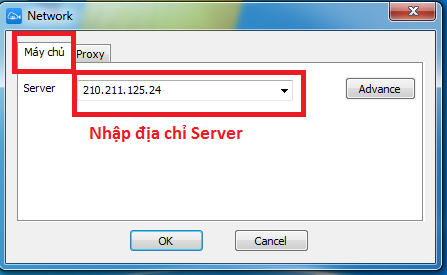 Network
Máy chủ
Proxy
Server
210.211.125.24
Advance
Nhập địa chỉ Server
OK
Cancel